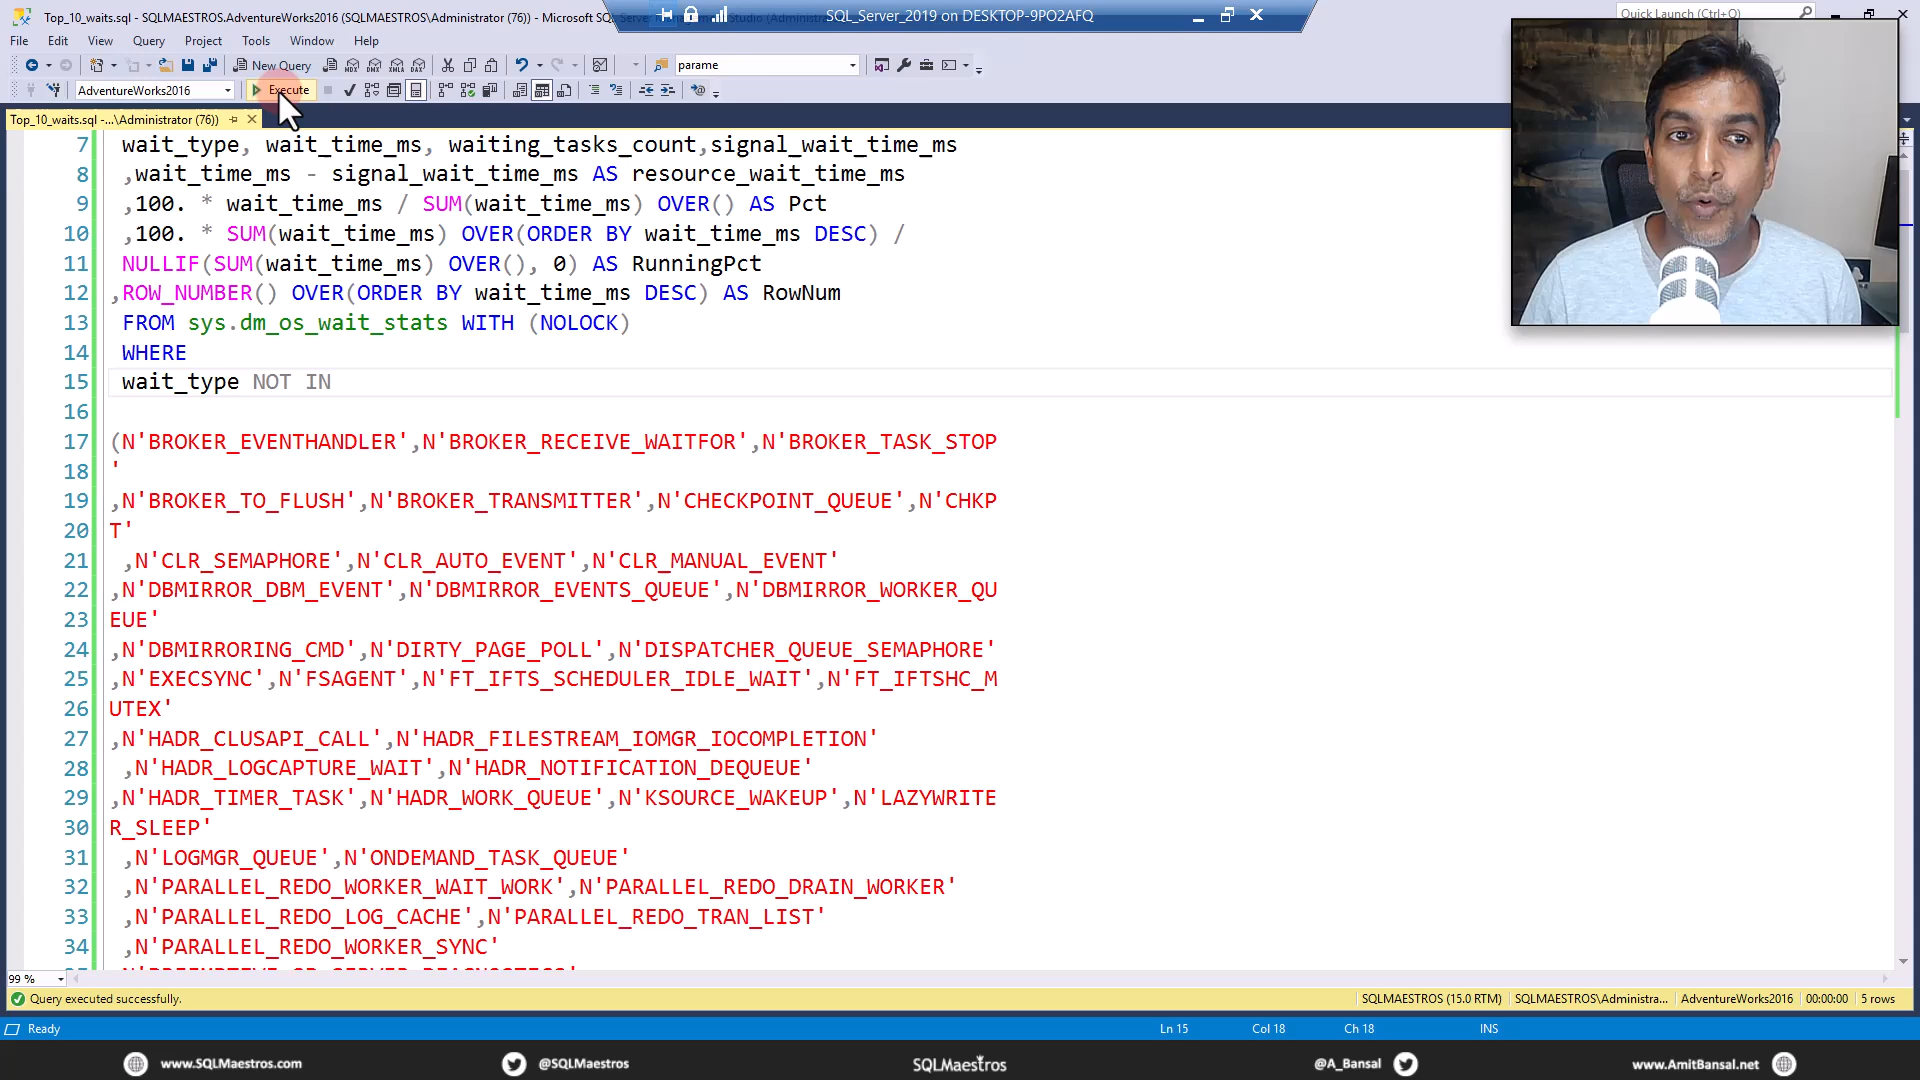 Top_10_waits.sql - SQLMAESTROS.AdventureWorks2016 (SQLMAESTROS\Administrator (76)) - Microsoft SQL Server Management Studio
SQL_Server_2019 on DESKTOP-9PO2AFQ
Quick Launch (Ctrl+Q)
File Edit View Query Project Tools Window Help
New Query
parame
AdventureWorks2016
Execute
Top_10_waits.sql -...\Administrator (76))
7 wait_type, wait_time_ms, waiting_tasks_count,signal_wait_time_ms
8 ,wait_time_ms - signal_wait_time_ms AS resource_wait_time_ms
9 ,100. * wait_time_ms / SUM(wait_time_ms) OVER() AS Pct
10 ,100. * SUM(wait_time_ms) OVER(ORDER BY wait_time_ms DESC) /
11 NULLIF(SUM(wait_time_ms) OVER(), 0) AS RunningPct
12 ,ROW_NUMBER() OVER(ORDER BY wait_time_ms DESC) AS RowNum
13 FROM sys.dm_os_wait_stats WITH (NOLOCK)
14 WHERE
15 wait_type NOT IN
16
17 (N'BROKER_EVENTHANDLER',N'BROKER_RECEIVE_WAITFOR',N'BROKER_TASK_STOP
18 '
19 ,N'BROKER_TO_FLUSH',N'BROKER_TRANSMITTER',N'CHECKPOINT_QUEUE',N'CHKP
20 T'
21 ,N'CLR_SEMAPHORE',N'CLR_AUTO_EVENT',N'CLR_MANUAL_EVENT'
22 ,N'DBMIRROR_DBM_EVENT',N'DBMIRROR_EVENTS_QUEUE',N'DBMIRROR_WORKER_QU
23 EUE'
24 ,N'DBMIRRORING_CMD',N'DIRTY_PAGE_POLL',N'DISPATCHER_QUEUE_SEMAPHORE'
25 ,N'EXECSYNC',N'FSAGENT',N'FT_IFTS_SCHEDULER_IDLE_WAIT',N'FT_IFTSHC_M
26 UTEX'
27 ,N'HADR_CLUSAPI_CALL',N'HADR_FILESTREAM_IOMGR_IOCOMPLETION'
28 ,N'HADR_LOGCAPTURE_WAIT',N'HADR_NOTIFICATION_DEQUEUE'
29 ,N'HADR_TIMER_TASK',N'HADR_WORK_QUEUE',N'KSOURCE_WAKEUP',N'LAZYWRITE
30 R_SLEEP'
31 ,N'LOGMGR_QUEUE',N'ONDEMAND_TASK_QUEUE'
32 ,N'PARALLEL_REDO_WORKER_WAIT_WORK',N'PARALLEL_REDO_DRAIN_WORKER'
33 ,N'PARALLEL_REDO_LOG_CACHE',N'PARALLEL_REDO_TRAN_LIST'
34 ,N'PARALLEL_REDO_WORKER_SYNC'
99 %
Query executed successfully.
SQLMAESTROS (15.0 RTM) SQLMAESTROS\Administra... AdventureWorks2016 00:00:00 5 rows
Ready
Ln 15 Col 18 Ch 18 INS
www.SQLMaestros.com @SQLMaestros SQLMaestros @A_Bansal www.AmitBansal.net